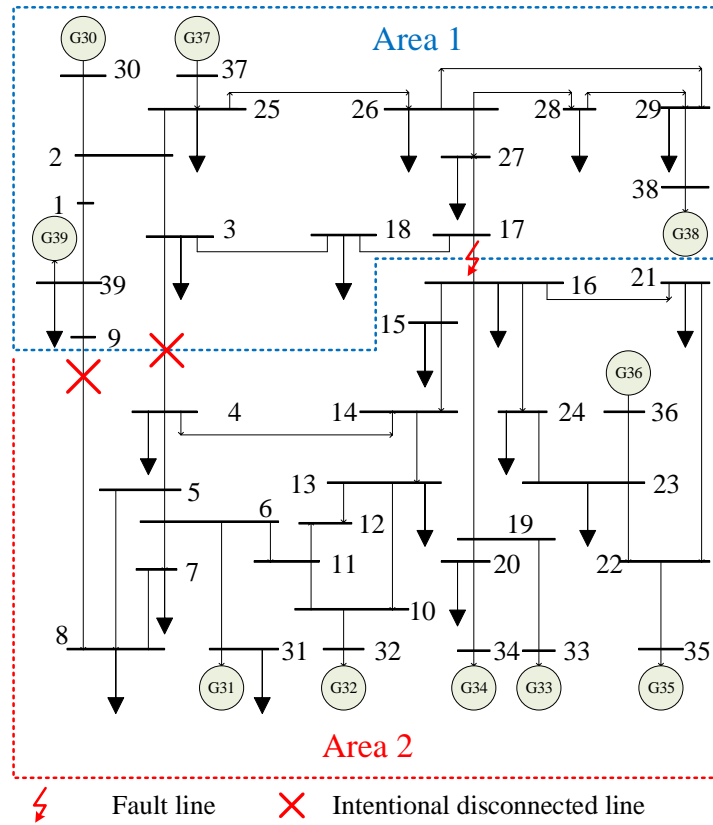 G30 G37 Area 1
30 37
25 26 28 29
2 27
1 38
G39 3 18 17 G38
39 16 21
9 15
G36
4 14 24 36
5 13 23
6 12 19
7 11 20 22
8 10
31 32 34 33 35
G31 G32 G34 G33 G35
Area 2
Fault line Intentional disconnected line